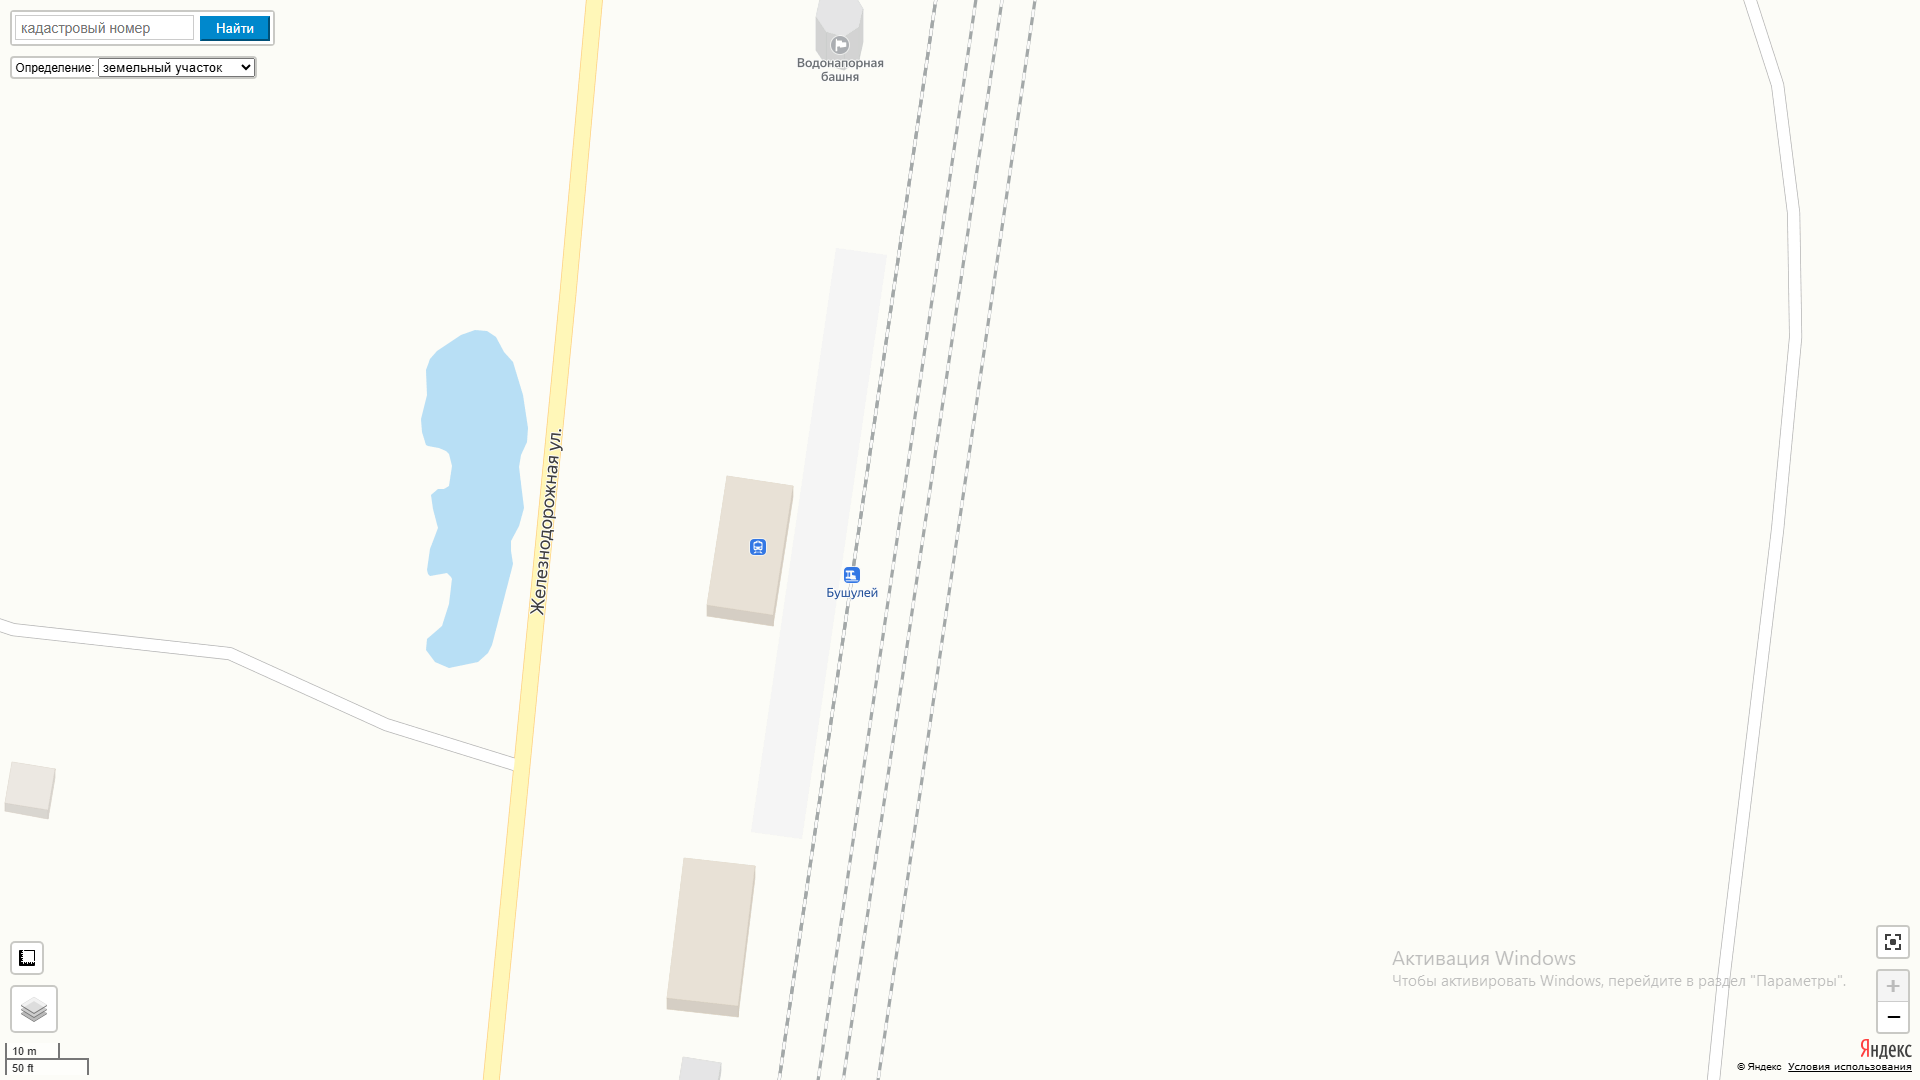 кадастровый номер
Найти
Определение: земельный участок
Водонапорная
башня
Железнодорожная ул.
Бушулей
Активация Windows
Чтобы активировать Windows, перейдите в раздел "Параметры".
10 m
50 ft
Яндекс
© Яндекс Условия использования